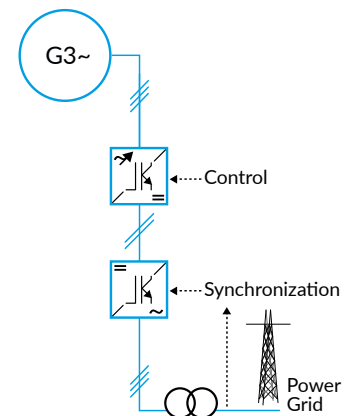 G3~
Control
Synchronization
Power
Grid